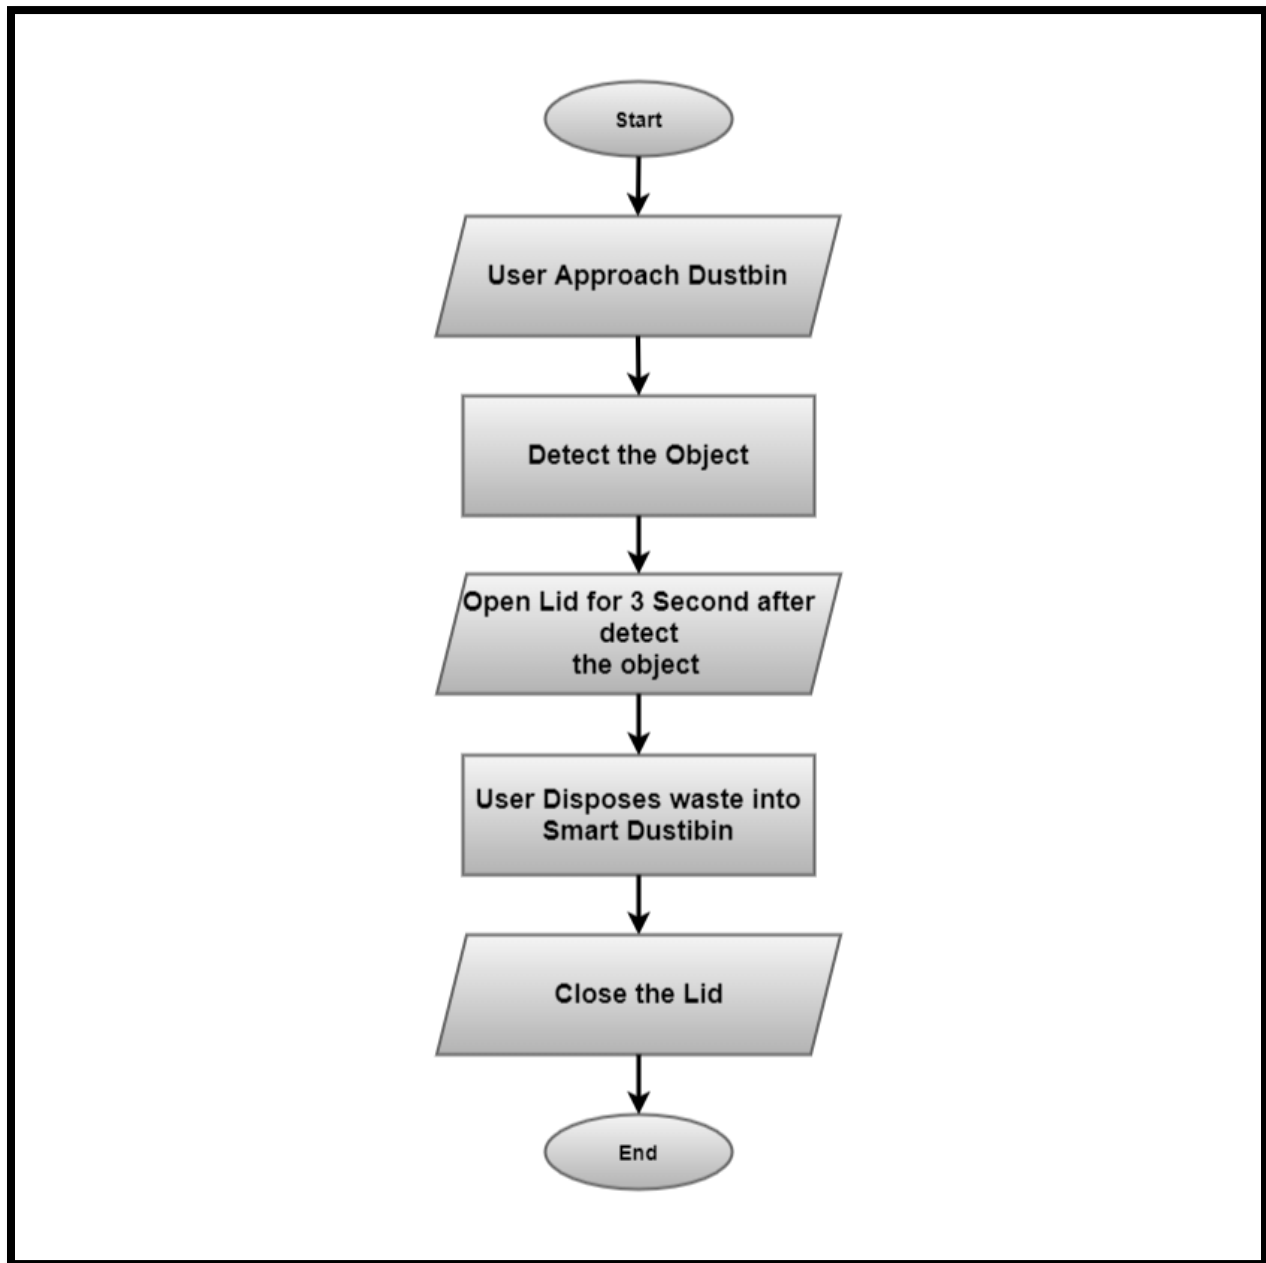 Start
User Approach Dustbin
Detect the Object
Open Lid for 3 Second after
detect
the object
User Disposes waste into
Smart Dustibin
Close the Lid
End